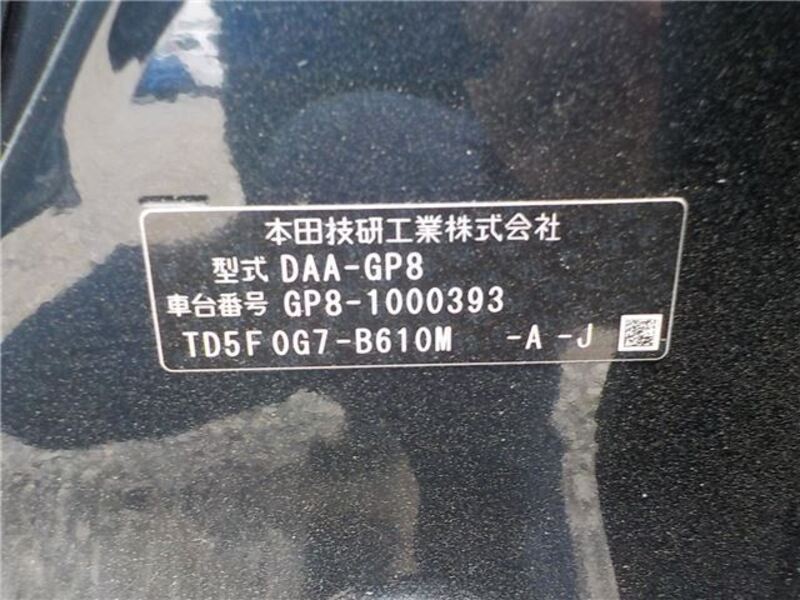 本田技研工業株式会社
型式 DAA-GP8
車台番号 GP8-1000393
TD5F0G7-B610M -A -J